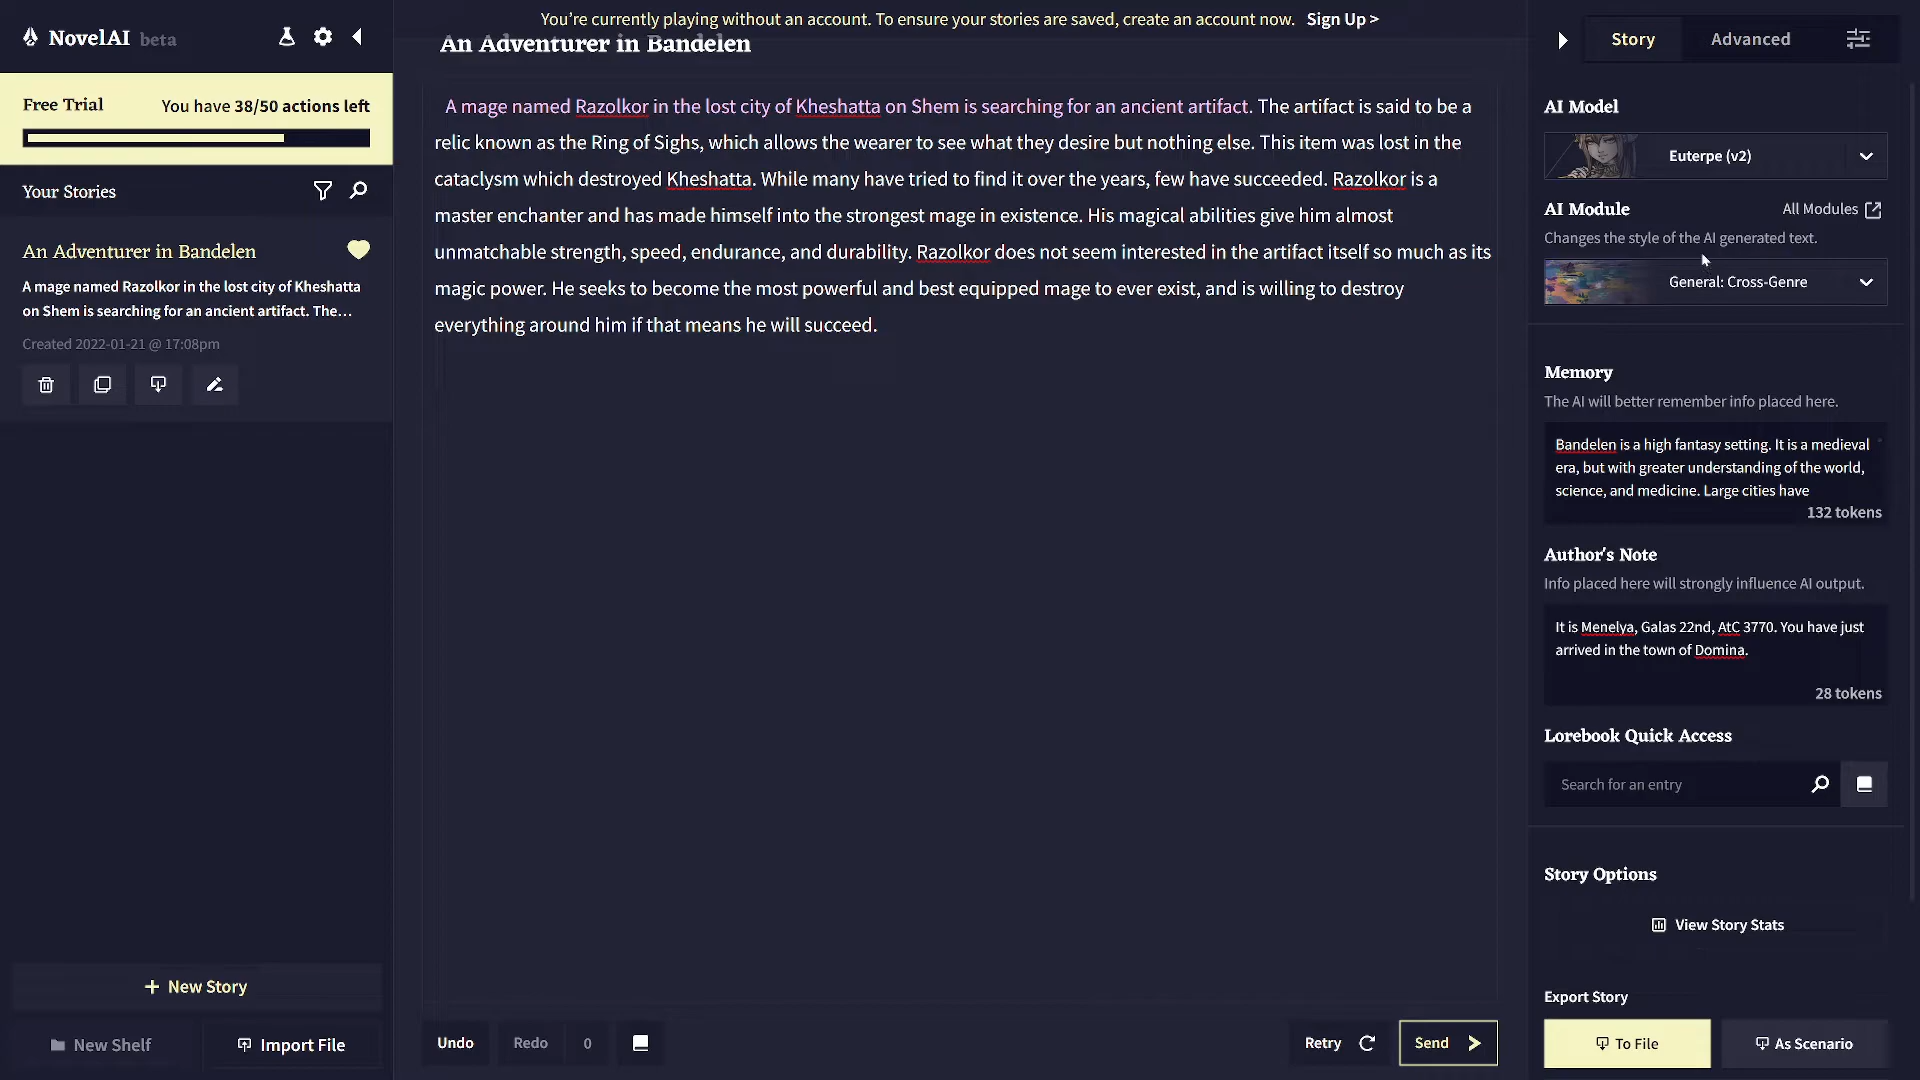 You're currently playing without an account. To ensure your stories are saved, create an account now. Sign Up >
NovelAI beta
Free Trial
You have 38/50 actions left
Your Stories
An Adventurer in Bandelen
A mage named Razolkor in the lost city of Kheshatta
on Shem is searching for an ancient artifact. The...
Created 2022-01-21 @ 17:08pm
+ New Story
New Shelf
Import File
An Adventurer in Bandelen
A mage named Razolkor in the lost city of Kheshatta on Shem is searching for an ancient artifact. The artifact is said to be a
relic known as the Ring of Sighs, which allows the wearer to see what they desire but nothing else. This item was lost in the
cataclysm which destroyed Kheshatta. While many have tried to find it over the years, few have succeeded. Razolkor is a
master enchanter and has made himself into the strongest mage in existence. His magical abilities give him almost
unmatchable strength, speed, endurance, and durability. Razolkor does not seem interested in the artifact itself so much as its
magic power. He seeks to become the most powerful and best equipped mage to ever exist, and is willing to destroy
everything around him if that means he will succeed.
Undo
Redo
0
Retry
Send
Story
Advanced
AI Model
Euterpe (v2)
AI Module
All Modules
Changes the style of the AI generated text.
General: Cross-Genre
Memory
The AI will better remember info placed here.
Bandelen is a high fantasy setting. It is a medieval
era, but with greater understanding of the world,
science, and medicine. Large cities have
132 tokens
Author's Note
Info placed here will strongly influence AI output.
It is Menelya, Galas 22nd, AtC 3770. You have just
arrived in the town of Domina.
28 tokens
Lorebook Quick Access
Search for an entry
Story Options
View Story Stats
Export Story
To File
As Scenario